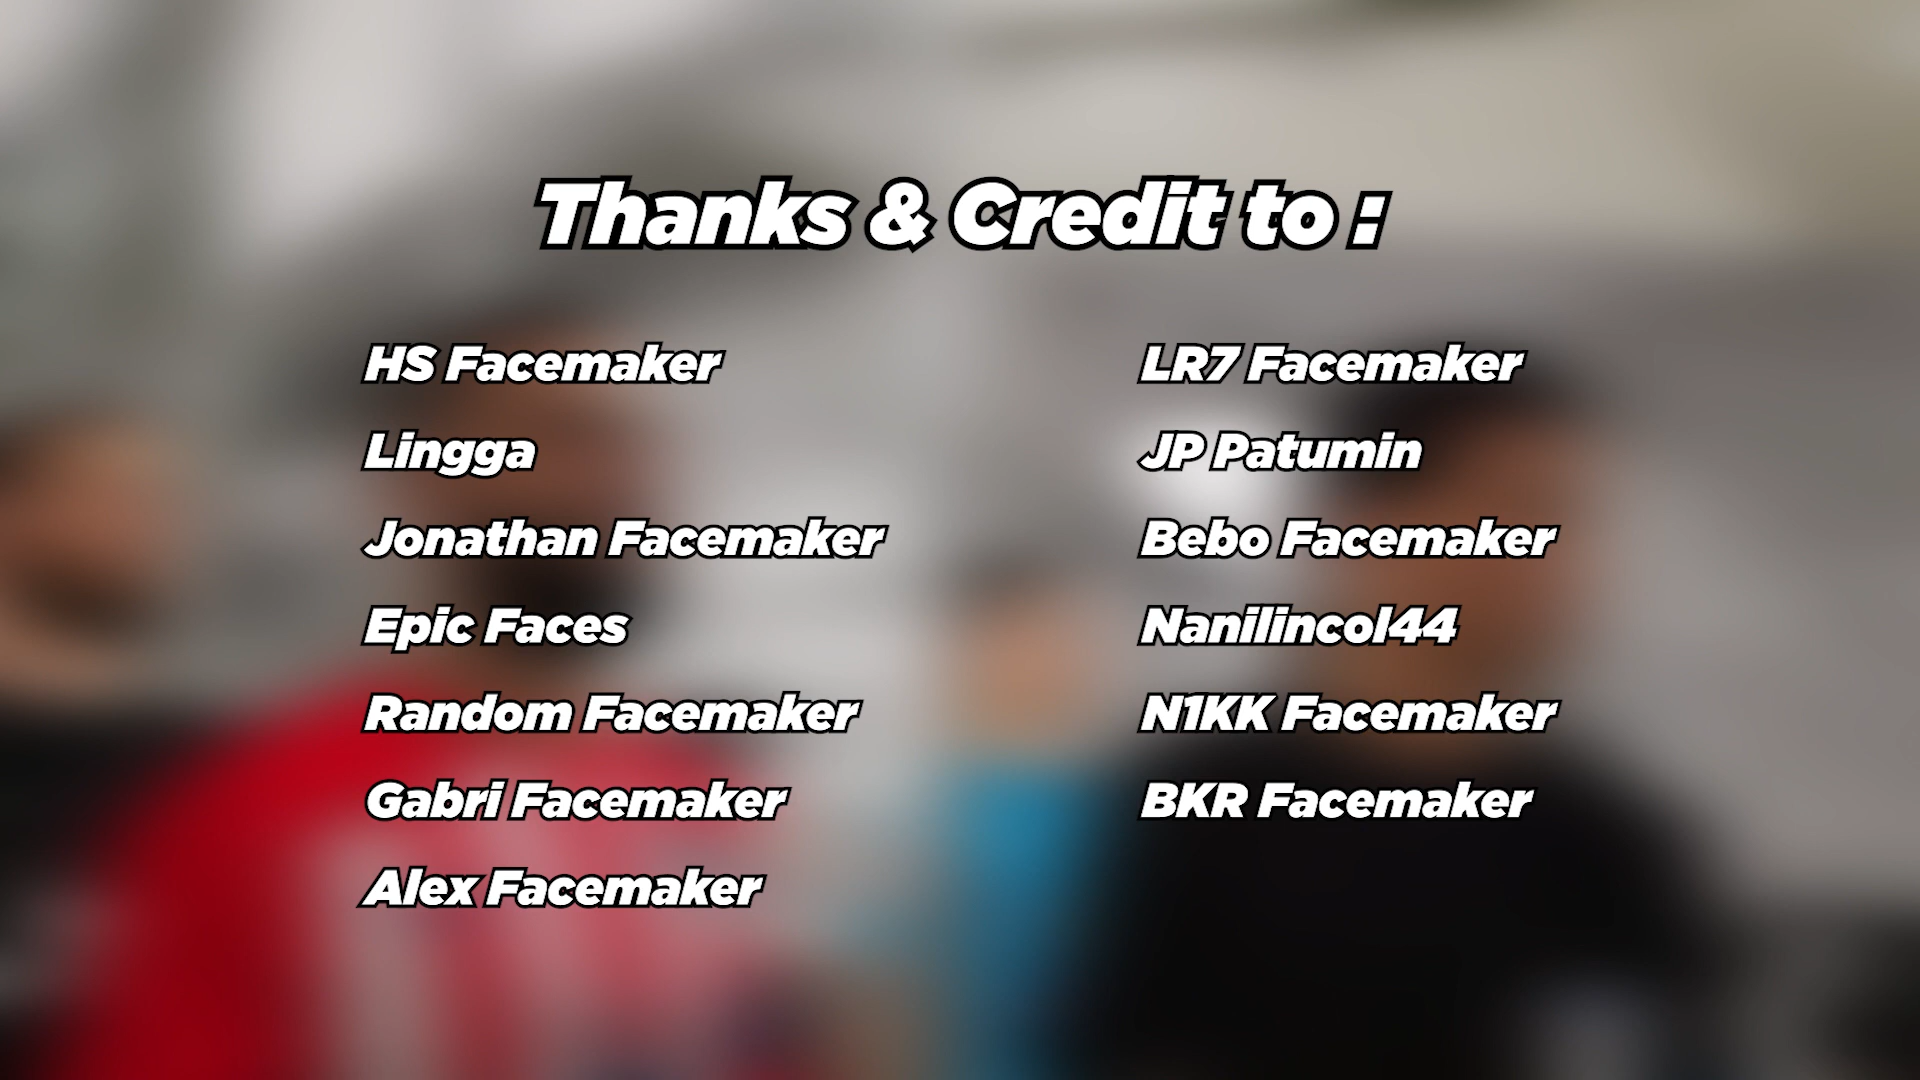 Thanks & Credit to :
HS Facemaker
Lingga
Jonathan Facemaker
Epic Faces
Random Facemaker
Gabri Facemaker
Alex Facemaker
LR7 Facemaker
JP Patumin
Bebo Facemaker
Nanilincol44
N1KK Facemaker
BKR Facemaker